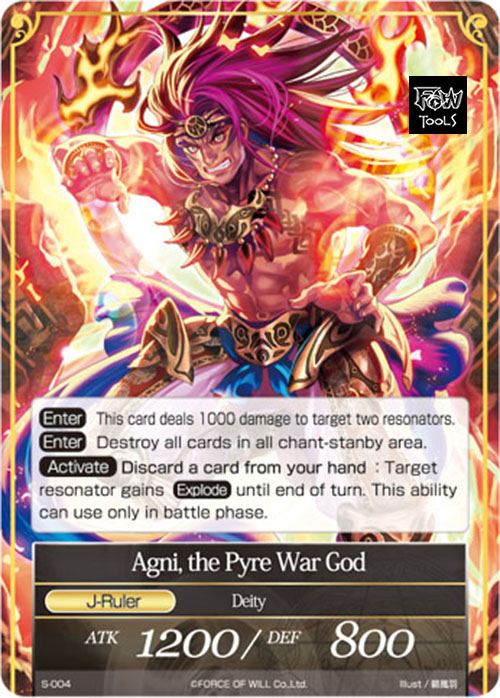 FOW
TOOLS
Enter This card deals 1000 damage to target two resonators.
Enter Destroy all cards in all chant-stanby area.
Activate Discard a card from your hand : Target
resonator gains Explode until end of turn. This ability
can use only in battle phase.
Agni, the Pyre War God
J-Ruler Deity
ATK 1200/ DEF 800
S-004 ©FORCE OF WILL Co.,Ltd. Illust /